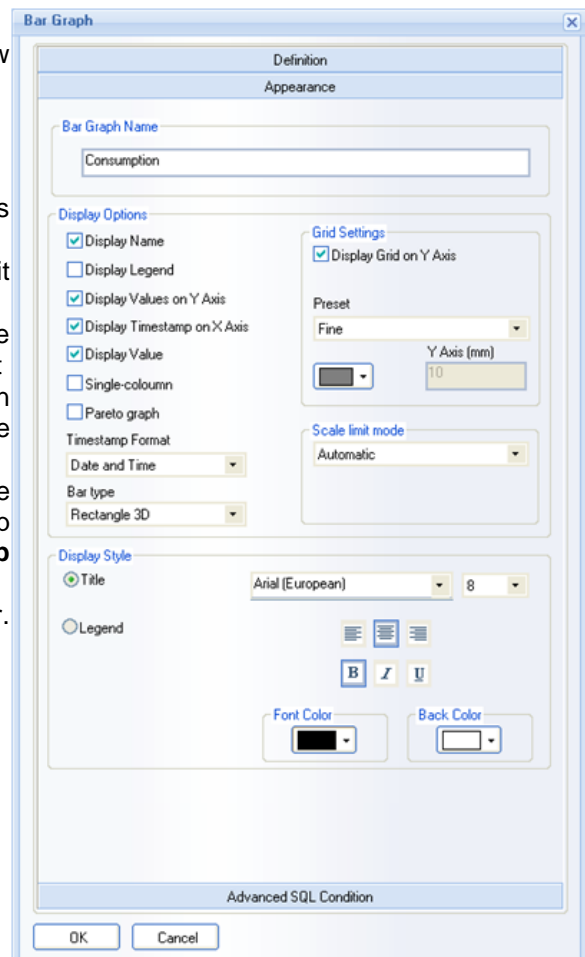 Bar Graph
w
Definition
Appearance
Bar Graph Name
Consumption
s
Display Options
Display Name
Display Legend
it
Display Values on Y Axis
Display Timestamp on X Axis
e
Display Value
t
Single-coloumn
n
Pareto graph
e
Timestamp Format
Date and Time
Bar type
e
Rectangle 3D
o
Grid Settings
Display Grid on Y Axis
Preset
Fine
Y Axis (mm)
10
Scale limit mode
Automatic
p
Display Style
Title
Arial (European)
8
r.
Legend
B I U
Font Color
Back Color
Advanced SQL Condition
OK Cancel